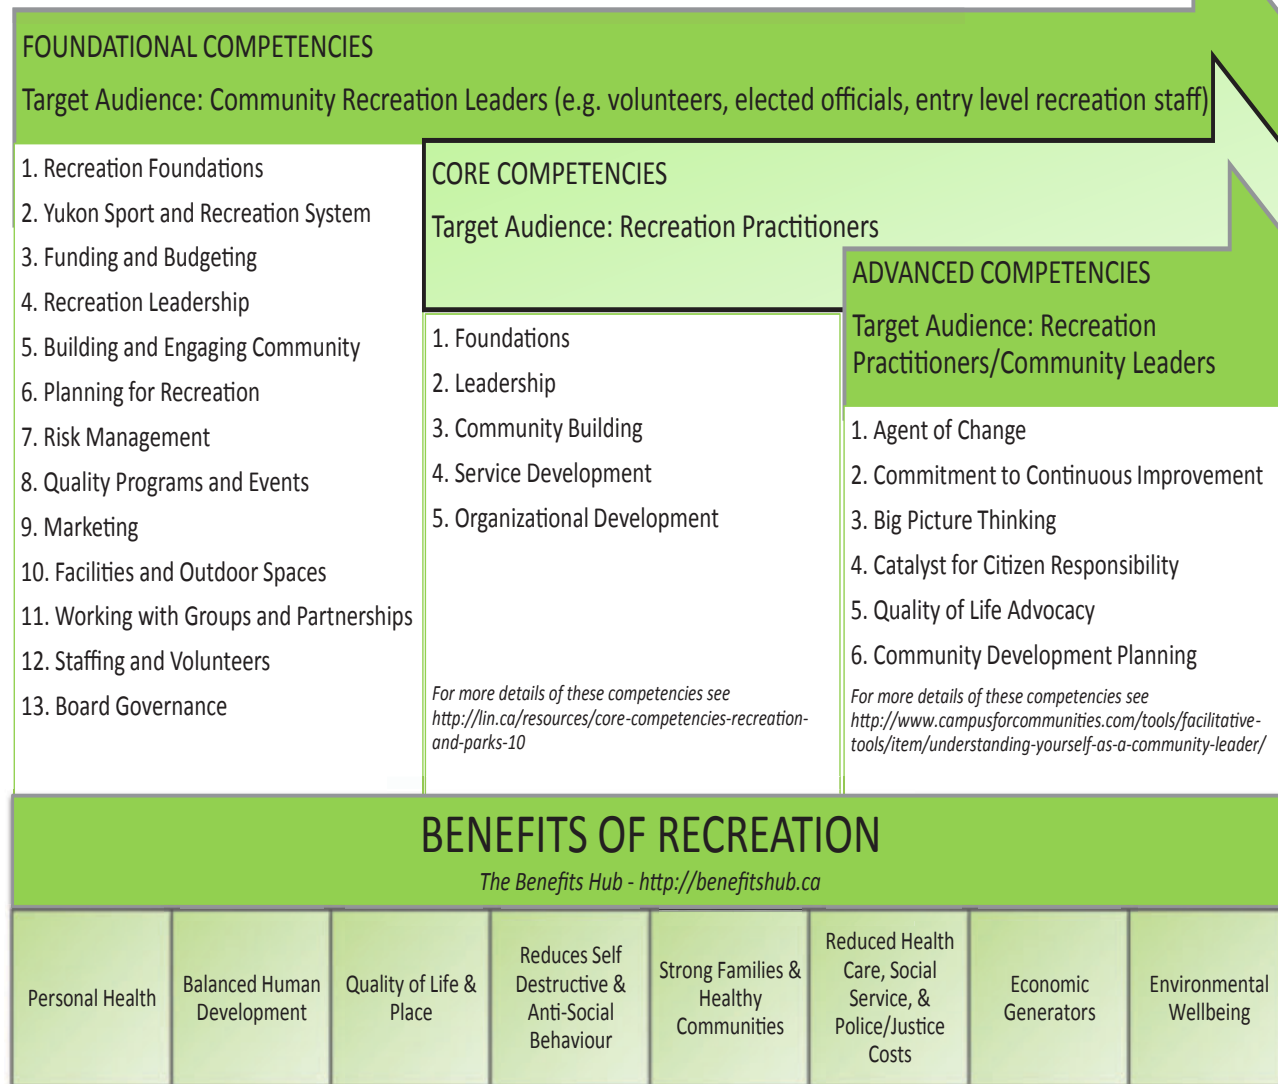 FOUNDATIONAL COMPETENCIES
Target Audience: Community Recreation Leaders (e.g. volunteers, elected officials, entry level recreation staff)
1. Recreation Foundations
2. Yukon Sport and Recreation System
3. Funding and Budgeting
4. Recreation Leadership
5. Building and Engaging Community
6. Planning for Recreation
7. Risk Management
8. Quality Programs and Events
9. Marketing
10. Facilities and Outdoor Spaces
11. Working with Groups and Partnerships
12. Staffing and Volunteers
13. Board Governance
CORE COMPETENCIES
Target Audience: Recreation Practitioners
1. Foundations
2. Leadership
3. Community Building
4. Service Development
5. Organizational Development
For more details of these competencies see
http://lin.ca/resources/core-competencies-recreation-
and-parks-10
ADVANCED COMPETENCIES
Target Audience: Recreation
Practitioners/Community Leaders
1. Agent of Change
2. Commitment to Continuous Improvement
3. Big Picture Thinking
4. Catalyst for Citizen Responsibility
5. Quality of Life Advocacy
6. Community Development Planning
For more details of these competencies see
http://www.campusforcommunities.com/tools/facilitative-
tools/item/understanding-yourself-as-a-community-leader/
BENEFITS OF RECREATION
The Benefits Hub - http://benefitshub.ca
Personal Health
Balanced Human
Development
Quality of Life &
Place
Reduces Self
Destructive &
Anti-Social
Behaviour
Strong Families &
Healthy
Communities
Reduced Health
Care, Social
Service, &
Police/Justice
Costs
Economic
Generators
Environmental
Wellbeing